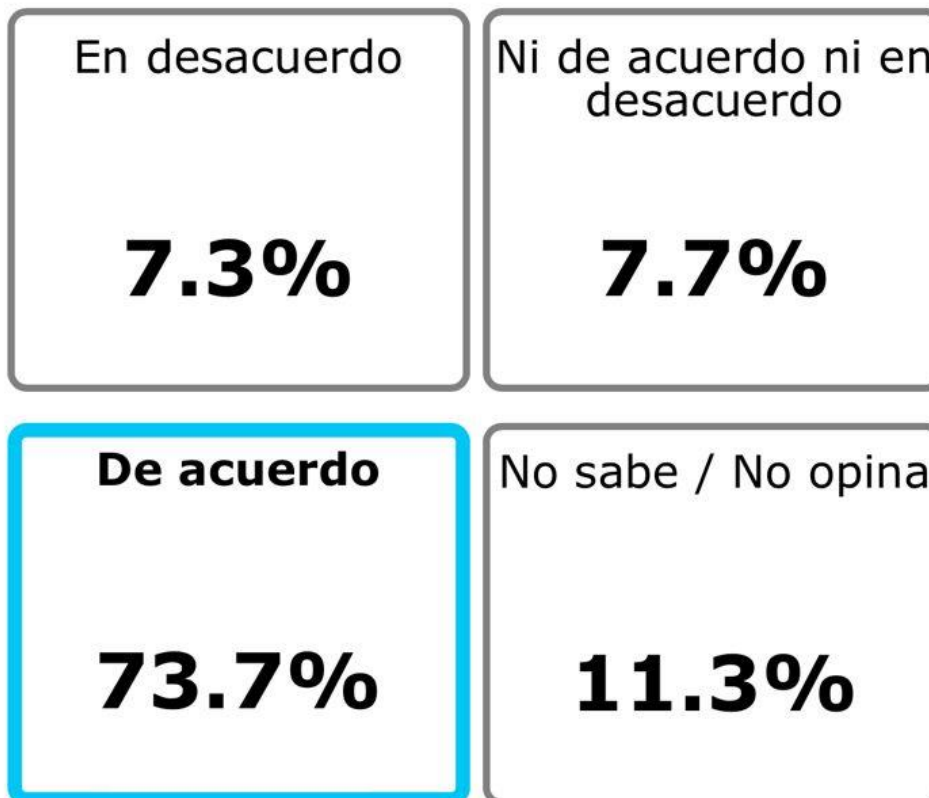 En desacuerdo
7.3%
Ni de acuerdo ni en
desacuerdo
7.7%
De acuerdo
73.7%
No sabe / No opina
11.3%